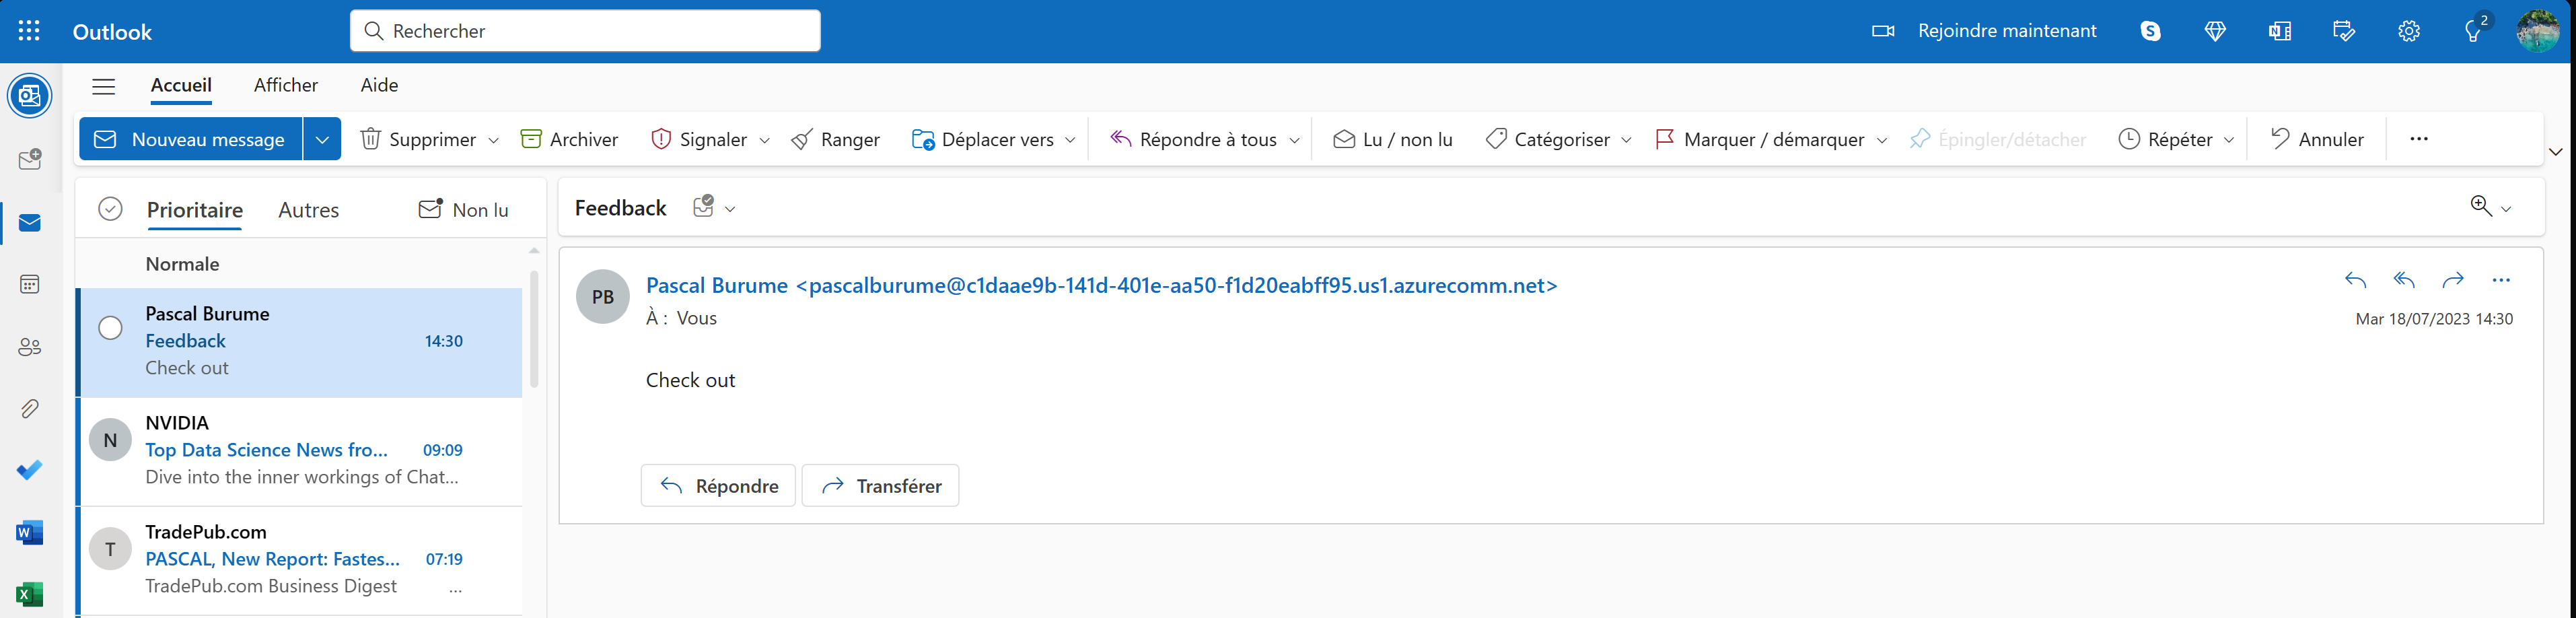 Outlook
Rechercher
Rejoindre maintenant
2
Accueil Afficher Aide
Nouveau message Supprimer Archiver Signaler Ranger Déplacer vers Répondre à tous Lu / non lu Catégoriser Marquer / démarquer Épingler/détacher Répéter Annuler ...
Prioritaire Autres Non lu
Normale
Pascal Burume
Feedback 14:30
Check out
N
NVIDIA
Top Data Science News fro... 09:09
Dive into the inner workings of Chat...
T
TradePub.com
PASCAL, New Report: Fastes... 07:19
TradePub.com Business Digest ...
Feedback
PB
Pascal Burume <pascalburume@c1daae9b-141d-401e-aa50-f1d20eabff95.us1.azurecomm.net>
À : Vous
Mar 18/07/2023 14:30
Check out
Répondre Transférer